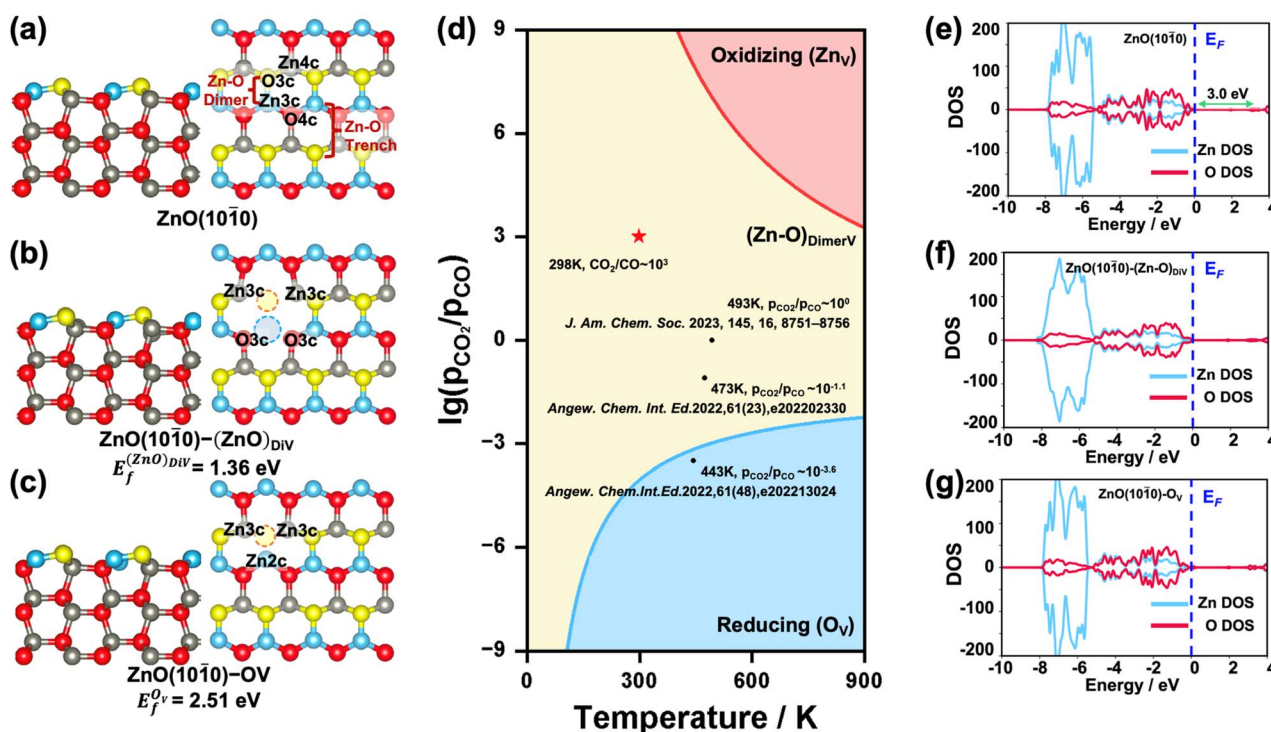 (a)
Zn4c
Zn-O
Dimer
O3c
Zn3c
O4c
Zn-O
Trench
ZnO(101̄0)
(b)
Zn3c Zn3c
O3c O3c
ZnO(101̄0)−(ZnO)DiV
Ef(ZnO)DiV = 1.36 eV
(c)
Zn3c Zn3c
Zn2c
ZnO(101̄0)−OV
EfOV = 2.51 eV
(d)
lg(pCO2/pCO)
9
6
3
0
−3
−6
−9
Oxidizing (ZnV)
(Zn-O)DimerV
298K, CO2/CO~10³
493K, pCO2/pCO~10⁰
J. Am. Chem. Soc. 2023, 145, 16, 8751–8756
473K, pCO2/pCO~10-1.1
Angew. Chem. Int. Ed.2022,61(23),e202202330
443K, pCO2/pCO ~10-3.6
Angew. Chem.Int.Ed.2022,61(48),e202213024
Reducing (OV)
0 300 600 900
Temperature / K
(e)
ZnO(101̄0)
EF
3.0 eV
DOS
200
100
0
-100
-200
Zn DOS
O DOS
-8 -6 -4 -2 0 2 4
Energy / eV
(f)
ZnO(101̄0)-(Zn-O)DiV
EF
DOS
200
100
0
-100
-200
Zn DOS
O DOS
-8 -6 -4 -2 0 2 4
Energy / eV
(g)
ZnO(101̄0)-OV
EF
DOS
200
100
0
-100
-200
Zn DOS
O DOS
-8 -6 -4 -2 0 2 4
Energy / eV